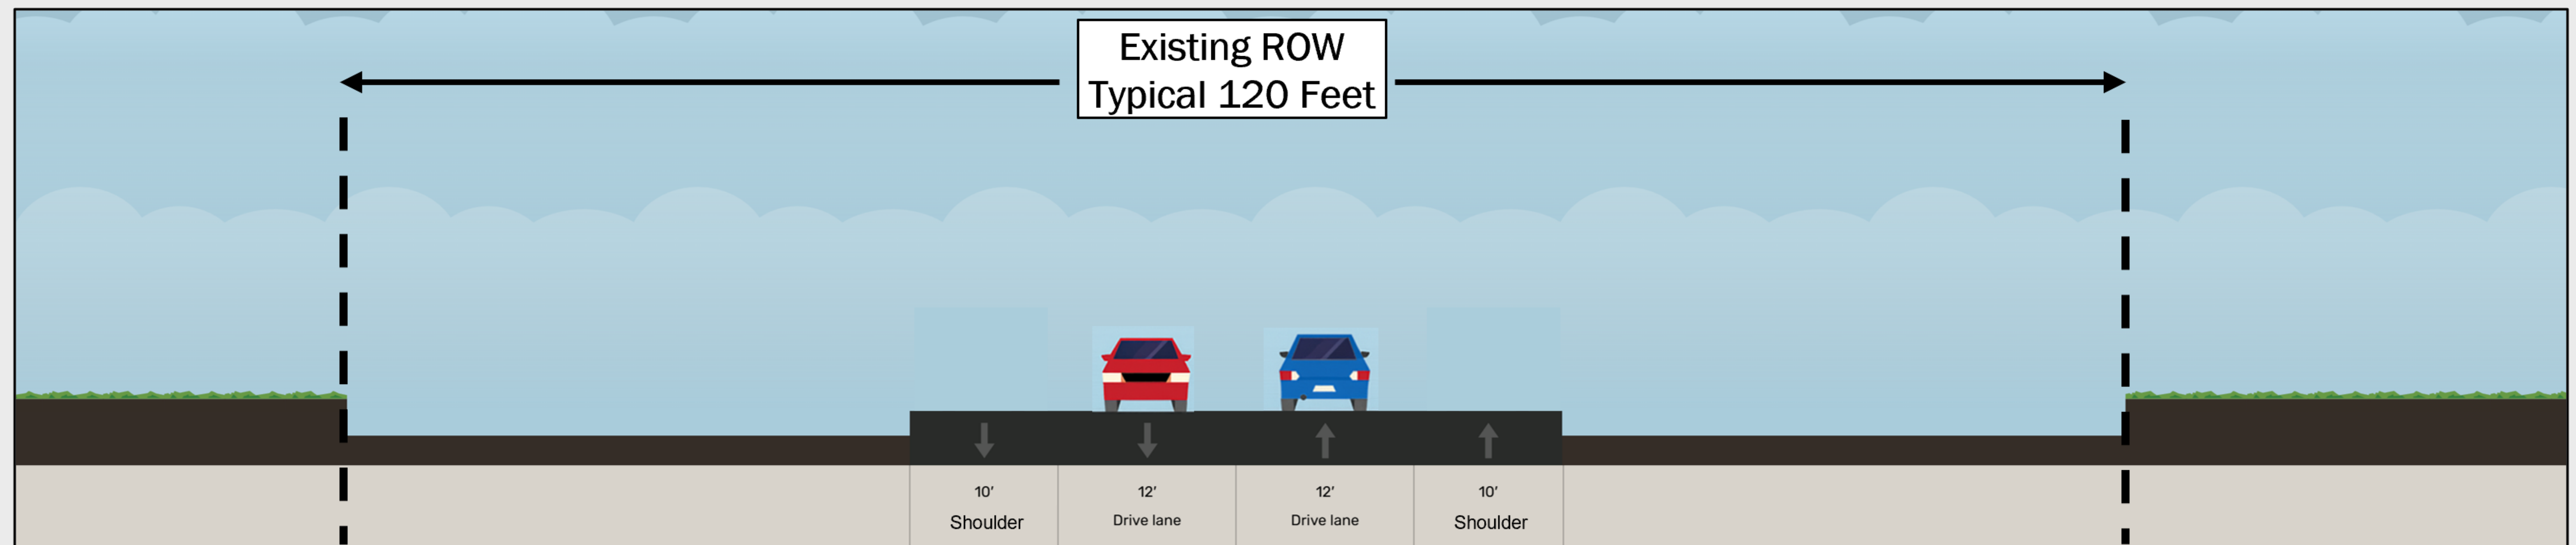 Existing ROW
Typical 120 Feet
10'
12'
12'
10'
Shoulder
Drive lane
Drive lane
Shoulder